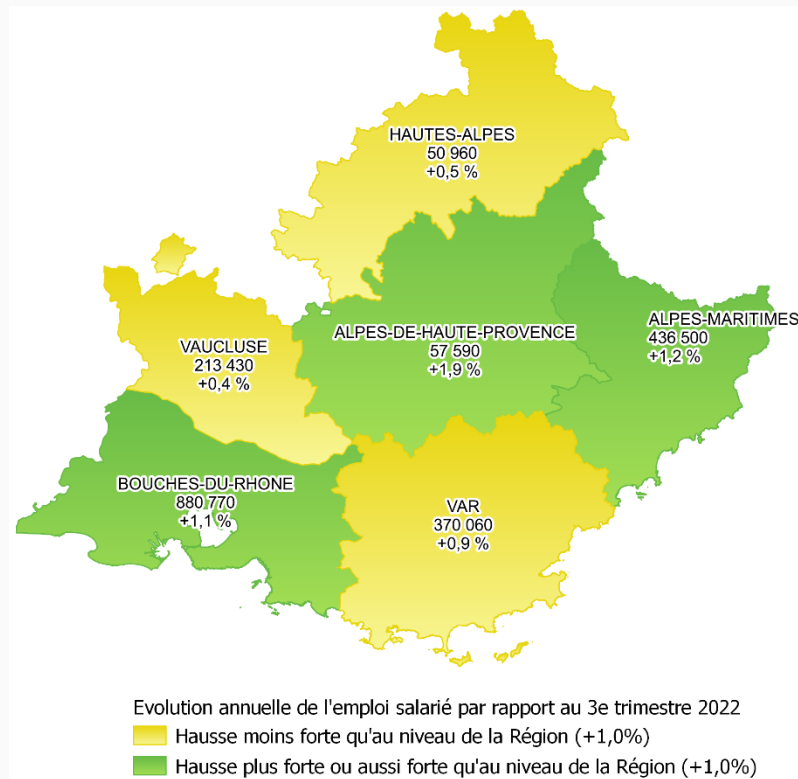 HAUTES-ALPES
50 960
+0,5 %
ALPES-MARITIMES
436 500
+1,2 %
ALPES-DE-HAUTE-PROVENCE
57 590
+1,9 %
VAUCLUSE
213 430
+0,4 %
BOUCHES-DU-RHONE
880 770
+1,1 %
VAR
370 060
+0,9 %
Evolution annuelle de l'emploi salarié par rapport au 3e trimestre 2022
Hausse moins forte qu'au niveau de la Région (+1,0%)
Hausse plus forte ou aussi forte qu'au niveau de la Région (+1,0%)